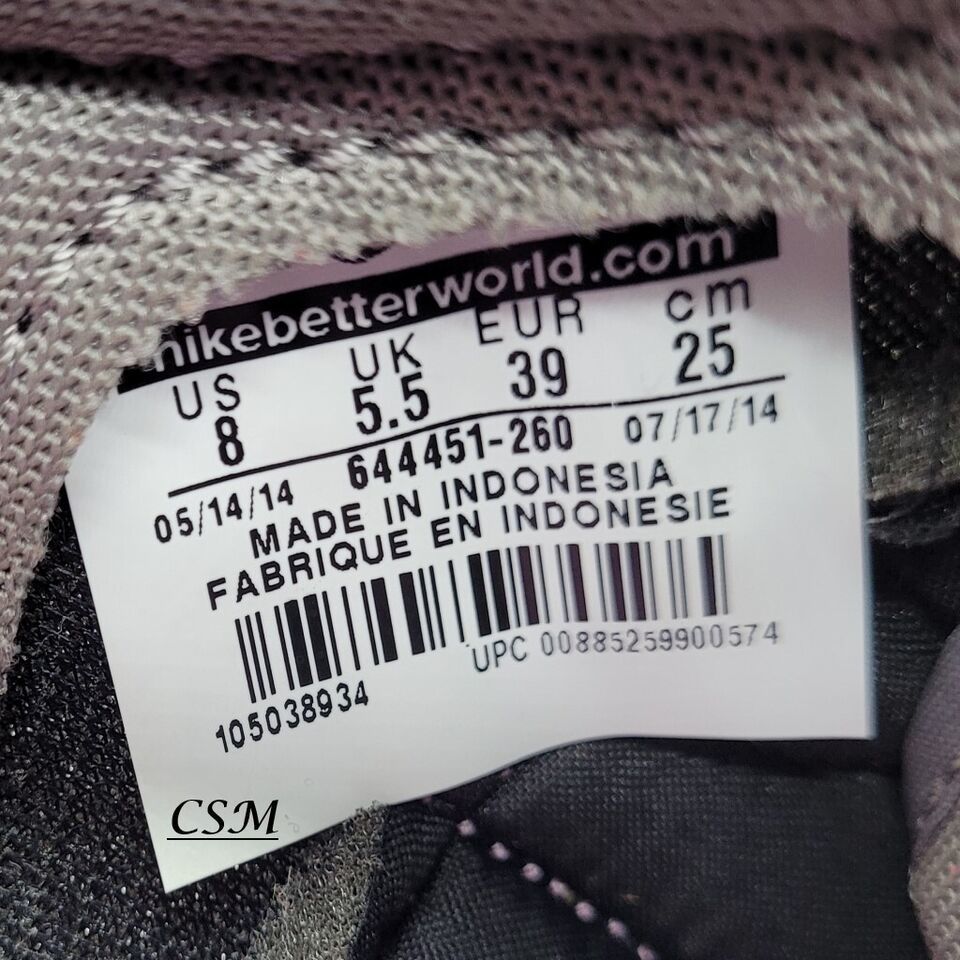 nikebetterworld.com
US UK EUR cm
8 5.5 39 25
05/14/14 644451-260 07/17/14
MADE IN INDONESIA
FABRIQUE EN INDONESIE
105038934 UPC 00885259900574
CSM